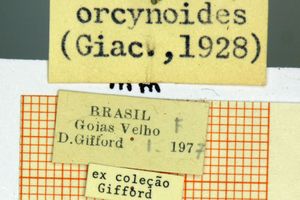 orcynoides
(Giac.,1928)
BRASIL
Goias Velho F
D.Gifford I 1977
ex coleção
Gifford